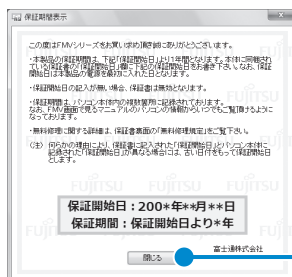 保証期間表示
この度はFMVシリーズをお買い求め頂き誠にありがとうございます。
・本製品の保証期間は、下記「保証開始日」より1年間となります。本体に同梱され
ている保証書の「保証開始日」欄に下記の保証開始日をお書き下さい。なお、保証
開始日は本製品の電源を最初に入れた日となります。
・保証開始日の記入が無い場合、保証書は無効となります。
・保証期間は、パソコン本体内の複数箇所に記録されております。
なお、FMV画面で見るマニュアルのパソコンの情報からいつでもご覧頂けるように
なっております。
・無料修理に関する詳細は、保証書裏面の「無料修理規定」をご覧下さい。
(注) 何らかの理由により、保証書に記入された「保証開始日」とパソコン本体に
記録された「保証開始日」が異なる場合には、古い日付をもって保証開始日
とします。
FUJITSU FUJITSU FUJITSU
保証開始日:200*年**月**日
保証期間:保証開始日より*年
富士通株式会社
閉じる